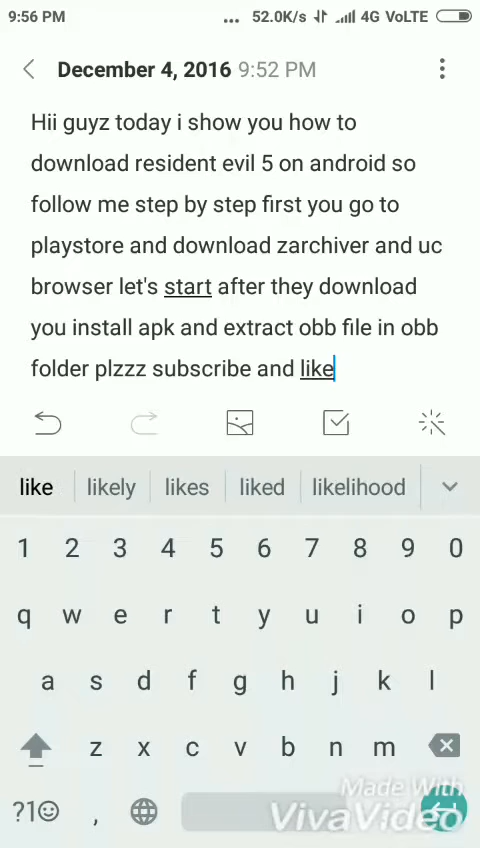 9:56 PM ... 52.0K/s 4G VoLTE
December 4, 2016 9:52 PM
Hii guyz today i show you how to
download resident evil 5 on android so
follow me step by step first you go to
playstore and download zarchiver and uc
browser let's start after they download
you install apk and extract obb file in obb
folder plzzz subscribe and like
like likely likes liked likelihood
1 2 3 4 5 6 7 8 9 0
q w e r t y u i o p
a s d f g h j k l
z x c v b n m
?1☺ ,
Made With
VivaVideo